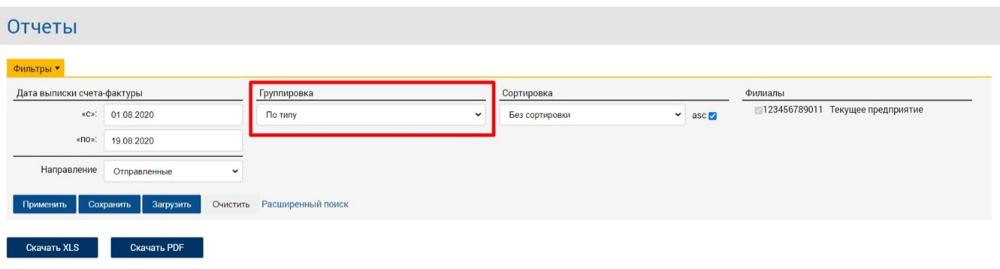 Отчеты
Фильтры
Дата выписки счета-фактуры
«с»: 01.08.2020
«по»: 19.08.2020
Направление Отправленные
Группировка
По типу
Сортировка
Без сортировки asc
Филиалы
123456789011 Текущее предприятие
Применить Сохранить Загрузить Очистить Расширенный поиск
Скачать XLS Скачать PDF